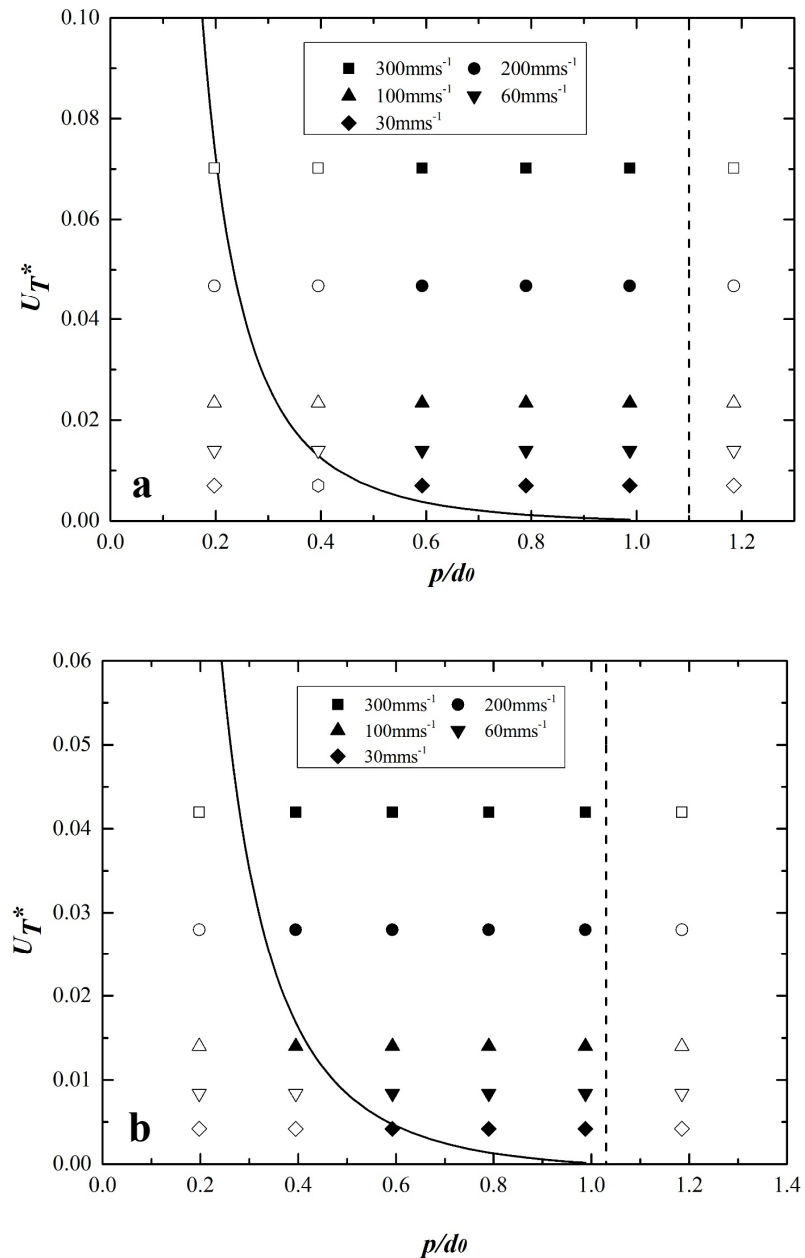 0.10
0.08
0.06
0.04
0.02
0.00
U_T*
300mms⁻¹ 200mms⁻¹
100mms⁻¹ 60mms⁻¹
30mms⁻¹
a
0.0 0.2 0.4 0.6 0.8 1.0 1.2
p/d0
0.06
0.05
0.04
0.03
0.02
0.01
0.00
U_T*
300mms⁻¹ 200mms⁻¹
100mms⁻¹ 60mms⁻¹
30mms⁻¹
b
0.0 0.2 0.4 0.6 0.8 1.0 1.2 1.4
p/d0